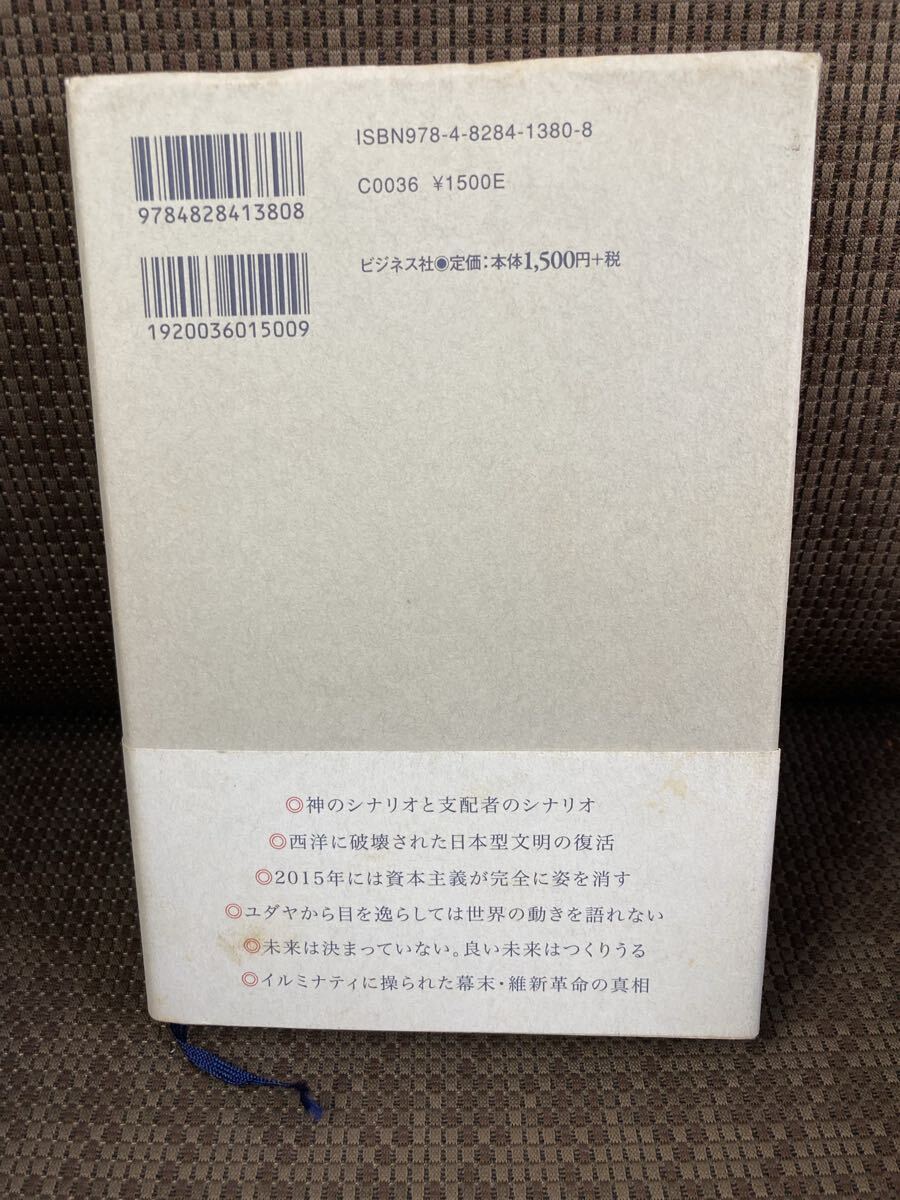 ISBN978-4-8284-1380-8
C0036 ¥1500E
9784828413808
ビジネス社◉定価:本体1,500円+税
1920036015009
◎神のシナリオと支配者のシナリオ
◎西洋に破壊された日本型文明の復活
◎2015年には資本主義が完全に姿を消す
◎ユダヤから目を逸らしては世界の動きを語れない
◎未来は決まっていない。良い未来はつくりうる
◎イルミナティに操られた幕末・維新革命の真相